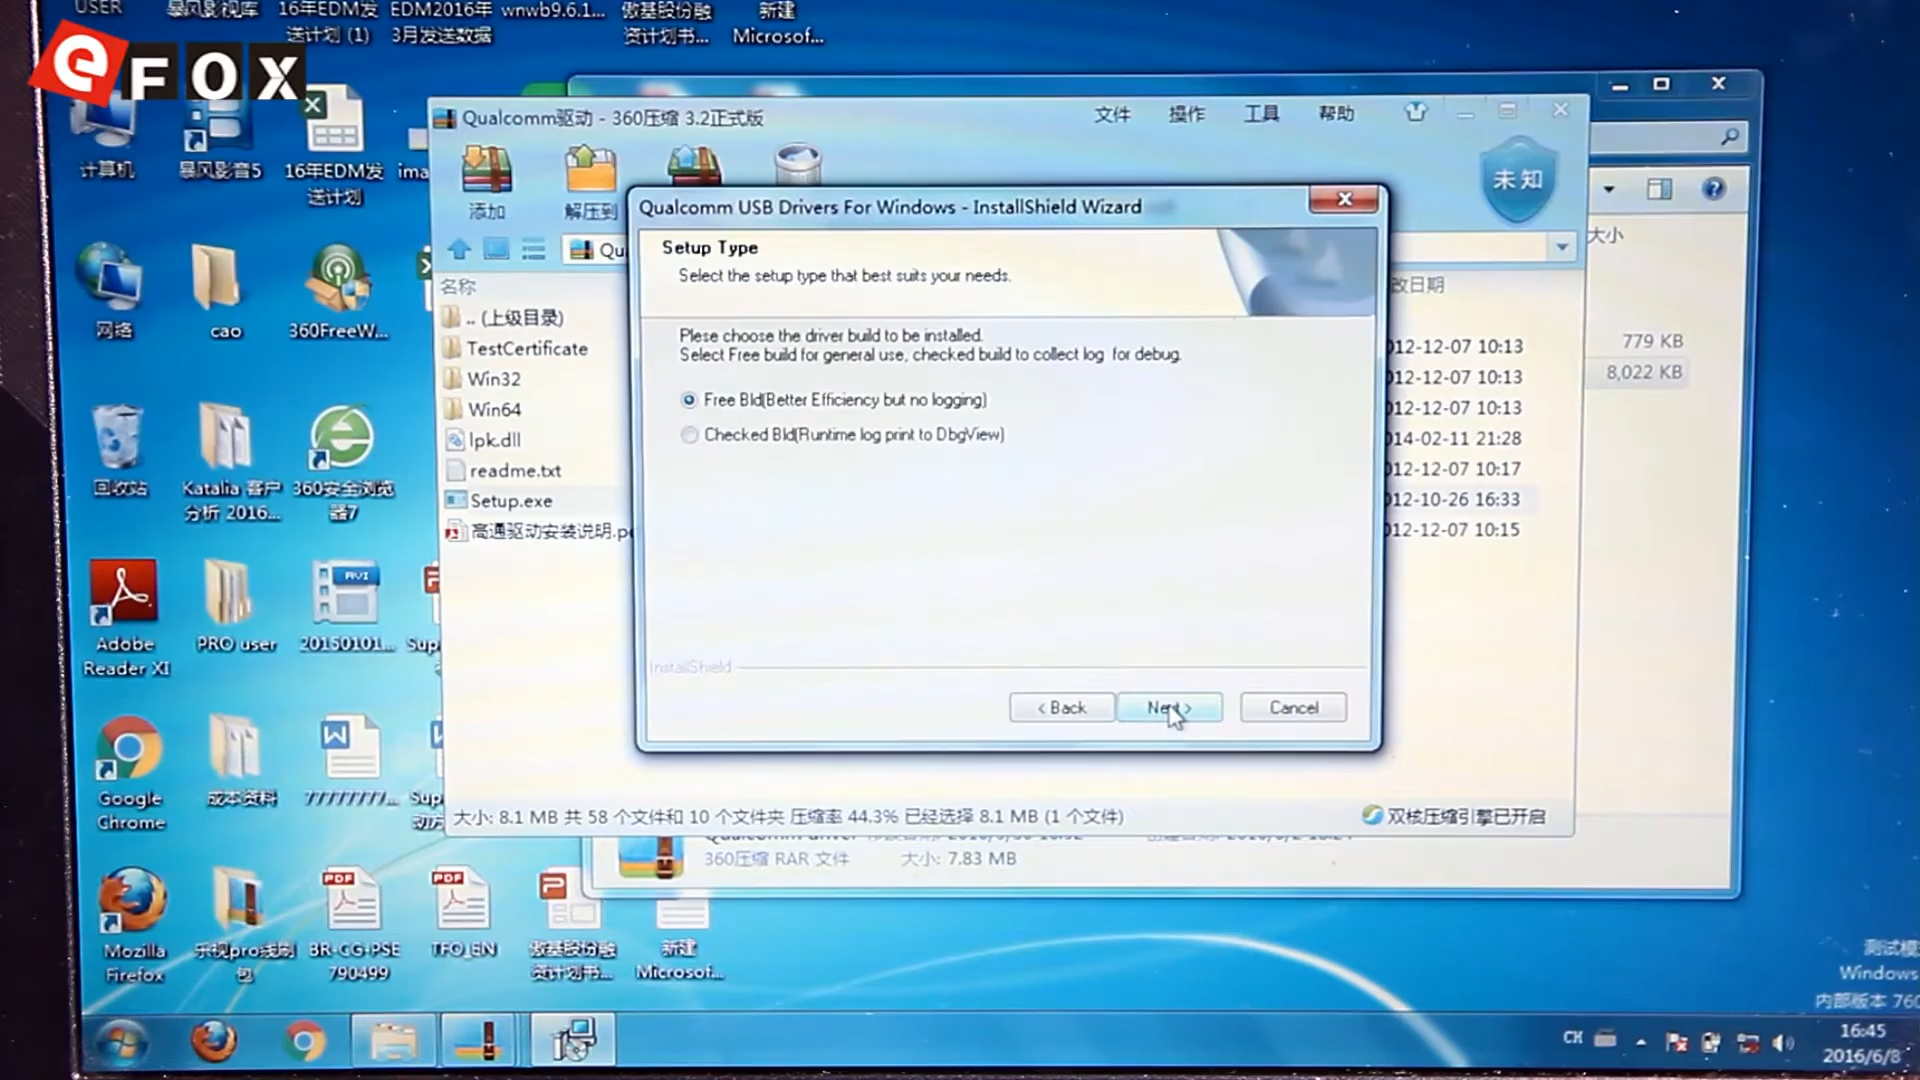 USER
暴风影视库
16年EDM发
送计划 (1)
EDM2016年
3月发送数据
wnwb9.6.1...
傲基股份融
资计划书...
新建
Microsof...
e FOX
计算机
暴风影音5
16年EDM发
送计划
ima
网络
cao
360FreeW...
回收站
Katalia 客户
分析 2016...
360安全浏览
器7
Adobe
Reader XI
PRO user
20150101...
Sup
Google
Chrome
成本资料
7777777...
Sup
Mozilla
Firefox
乐视pro线刷
包
BR-CG-PSE
790499
TFO_EN
傲基股份融
资计划书...
新建
Microsof...
Qualcomm驱动 - 360压缩 3.2正式版
文件
操作
工具
帮助
添加
解压到
未知
Qu
名称
改日期
大小
.. (上级目录)
TestCertificate
Win32
Win64
lpk.dll
readme.txt
Setup.exe
高通驱动安装说明.p
012-12-07 10:13
012-12-07 10:13
012-12-07 10:13
014-02-11 21:28
012-12-07 10:17
012-10-26 16:33
012-12-07 10:15
779 KB
8,022 KB
Qualcomm USB Drivers For Windows - InstallShield Wizard
Setup Type
Select the setup type that best suits your needs.
Plese choose the driver build to be installed.
Select Free build for general use, checked build to collect log for debug.
Free Bld(Better Efficiency but no logging)
Checked Bld(Runtime log print to DbgView)
InstallShield
< Back
Next >
Cancel
大小: 8.1 MB 共 58 个文件和 10 个文件夹 压缩率 44.3% 已经选择 8.1 MB (1 个文件)
双核压缩引擎已开启
360压缩 RAR 文件
大小: 7.83 MB
测试模
Windows
内部版本 760
CH
16:45
2016/6/8